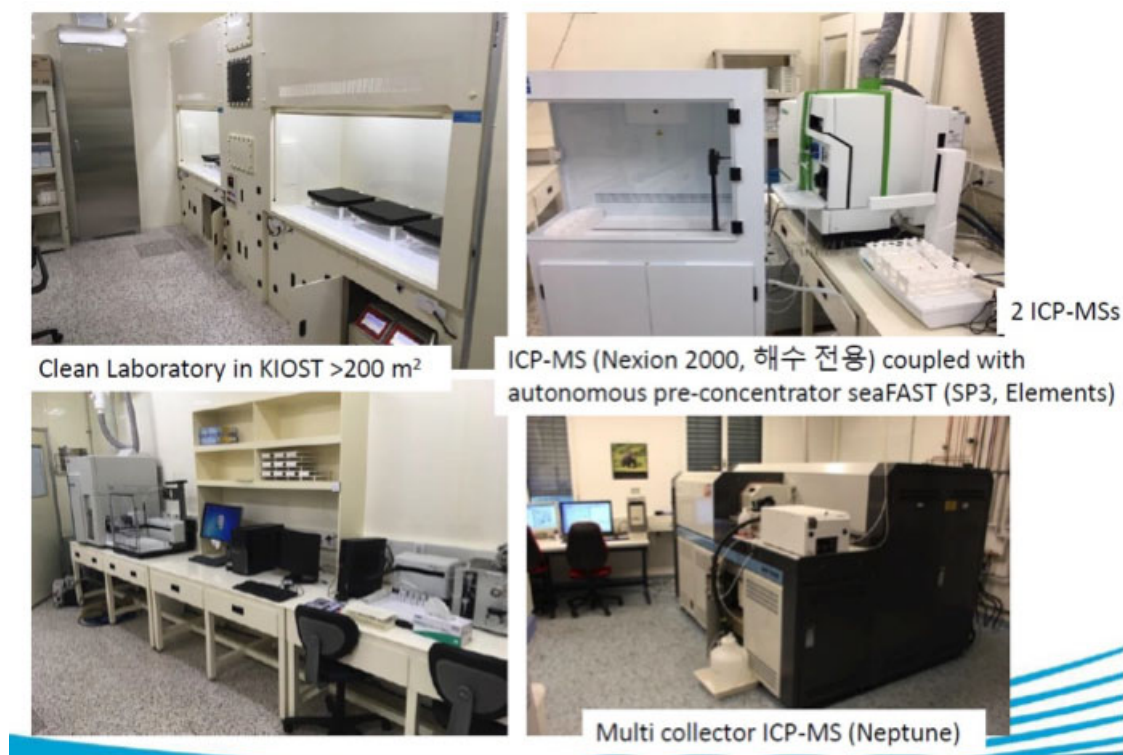 2 ICP-MSs
Clean Laboratory in KIOST >200 m²
ICP-MS (Nexion 2000, 해수 전용) coupled with
autonomous pre-concentrator seaFAST (SP3, Elements)
Multi collector ICP-MS (Neptune)